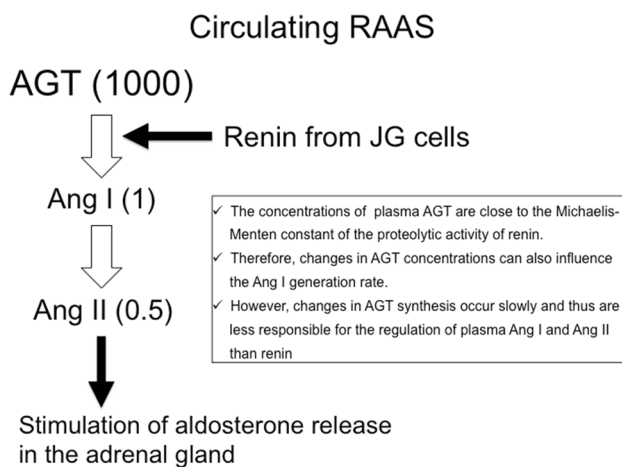 Circulating RAAS
AGT (1000)
Renin from JG cells
Ang I (1)
✓ The concentrations of plasma AGT are close to the Michaelis-
Menten constant of the proteolytic activity of renin.
✓ Therefore, changes in AGT concentrations can also influence
the Ang I generation rate.
✓ However, changes in AGT synthesis occur slowly and thus are
less responsible for the regulation of plasma Ang I and Ang II
than renin
Ang II (0.5)
Stimulation of aldosterone release
in the adrenal gland